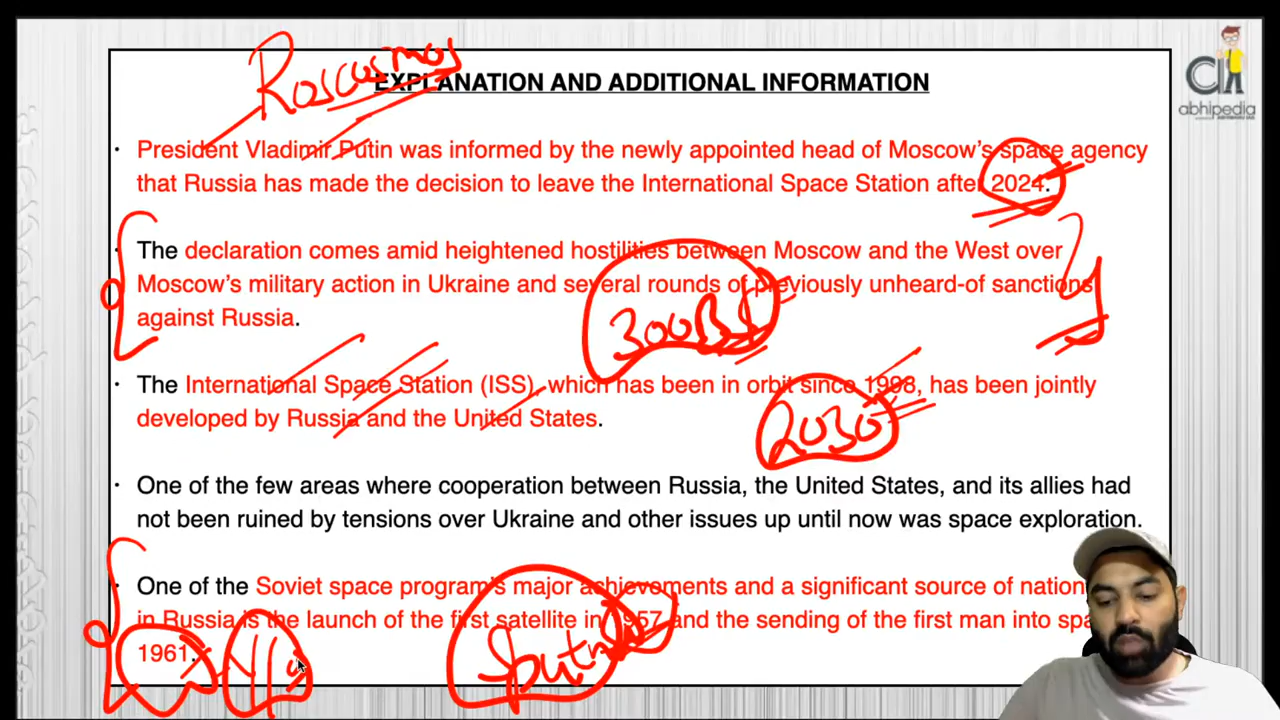 Roscosmos
EXPLANATION AND ADDITIONAL INFORMATION
abhipedia
· President Vladimir Putin was informed by the newly appointed head of Moscow's space agency
that Russia has made the decision to leave the International Space Station after 2024.
· The declaration comes amid heightened hostilities between Moscow and the West over
Moscow's military action in Ukraine and several rounds of previously unheard-of sanctions
against Russia.
300B$
· The International Space Station (ISS), which has been in orbit since 1998, has been jointly
developed by Russia and the United States.
2030
· One of the few areas where cooperation between Russia, the United States, and its allies had
not been ruined by tensions over Ukraine and other issues up until now was space exploration.
· One of the Soviet space program's major achievements and a significant source of
in Russia is the launch of the first satellite in 1957 and the sending of the first man into
1961.